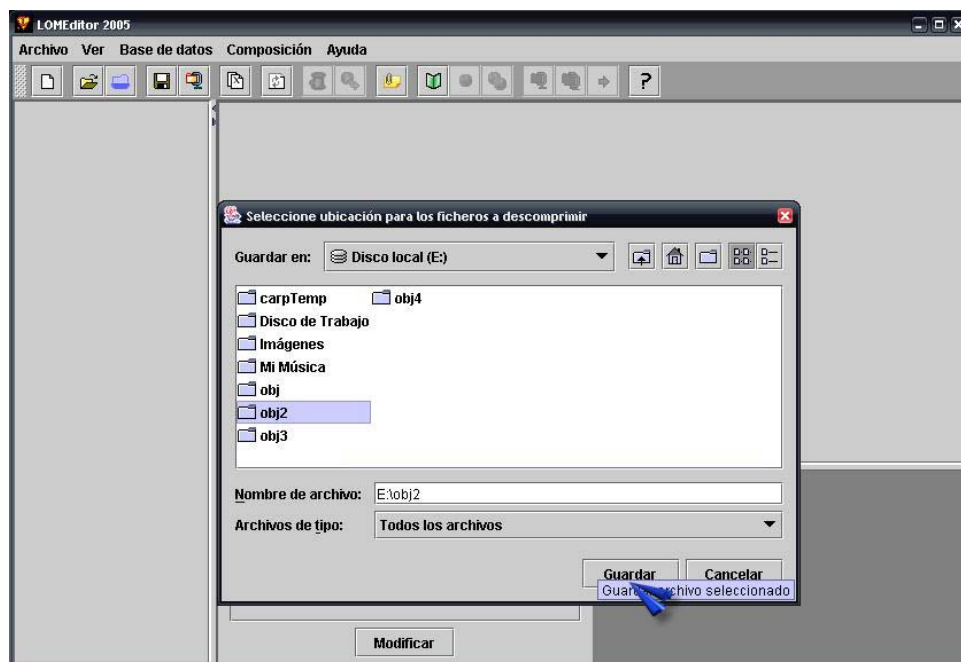 LOMEditor 2005
Archivo Ver Base de datos Composición Ayuda
?
Seleccione ubicación para los ficheros a descomprimir
Guardar en: Disco local (E:)
carpTemp obj4
Disco de Trabajo
Imágenes
Mi Música
obj
obj2
obj3
Nombre de archivo: E:\obj2
Archivos de tipo: Todos los archivos
Guardar Cancelar
archivo seleccionado
Modificar